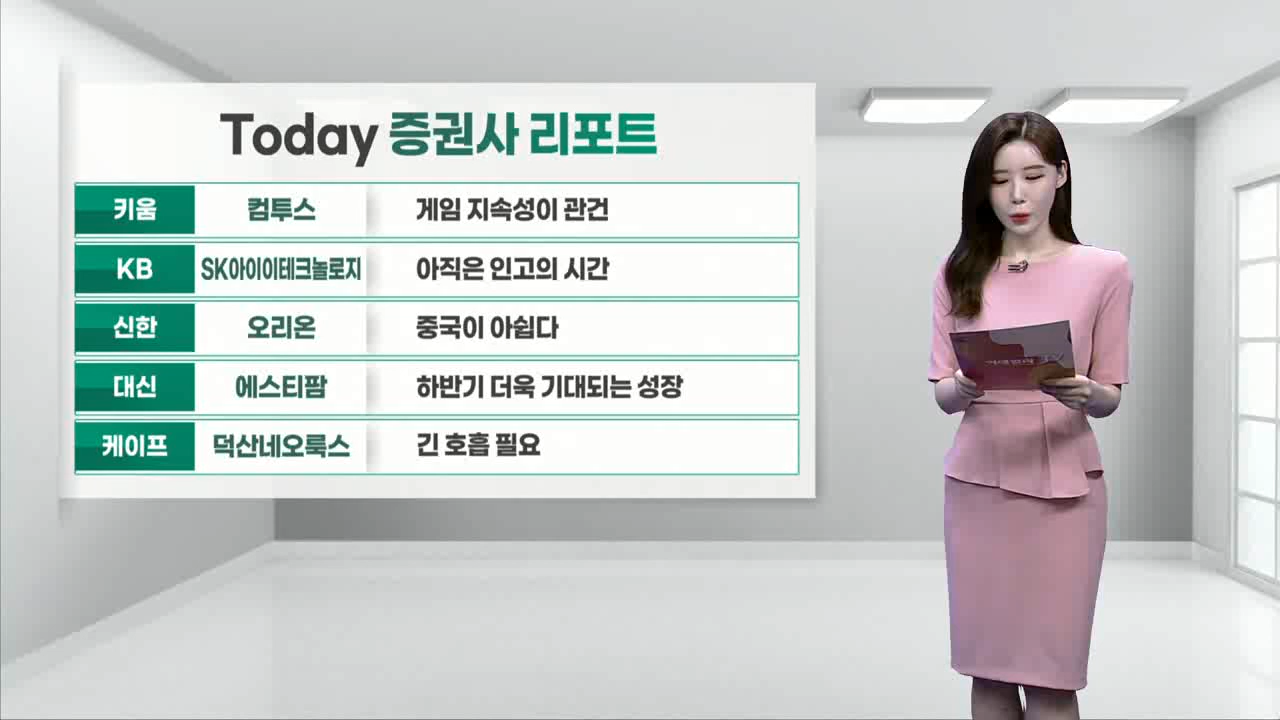 Today 증권사 리포트
키움 컴투스 게임 지속성이 관건
KB SK아이이테크놀로지 아직은 인고의 시간
신한 오리온 중국이 아쉽다
대신 에스티팜 하반기 더욱 기대되는 성장
케이프 덕산네오룩스 긴 호흡 필요